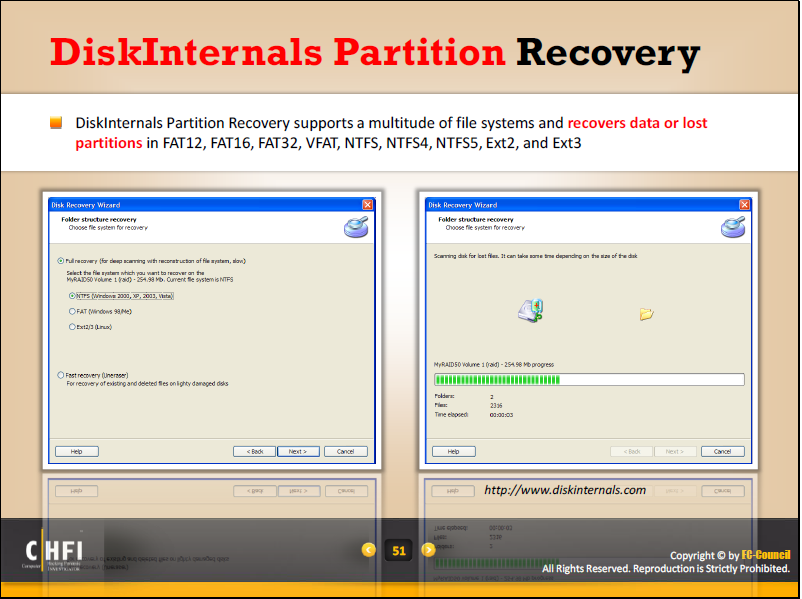 DiskInternals Partition Recovery
DiskInternals Partition Recovery supports a multitude of file systems and recovers data or lost
partitions in FAT12, FAT16, FAT32, VFAT, NTFS, NTFS4, NTFS5, Ext2, and Ext3
Disk Recovery Wizard
Folder structure recovery
Choose file system for recovery
Full recovery (for deep scanning with reconstruction of file system, slow)
Select the file system which you want to recover on the
MyRAID50 Volume 1 (raid) - 254.98 Mb. Current file system is NTFS
NTFS (Windows 2000, XP, 2003, Vista)
FAT (Windows 98/Me)
Ext2/3 (Linux)
Fast recovery (Uneraser)
For recovery of existing and deleted files on lighty damaged disks
Help
< Back
Next >
Cancel
Disk Recovery Wizard
Folder structure recovery
Choose file system for recovery
Scanning disk for lost files. It can take some time depending on the size of the disk
MyRAID50 Volume 1 (raid) - 254.98 Mb progress
Folders: 2
Files: 2316
Time elapsed: 00:00:03
Help
< Back
Next >
Cancel
http://www.diskinternals.com
CHFI
Computer Hacking Forensic
INVESTIGATOR
51
Copyright © by EC-Council
All Rights Reserved. Reproduction is Strictly Prohibited.